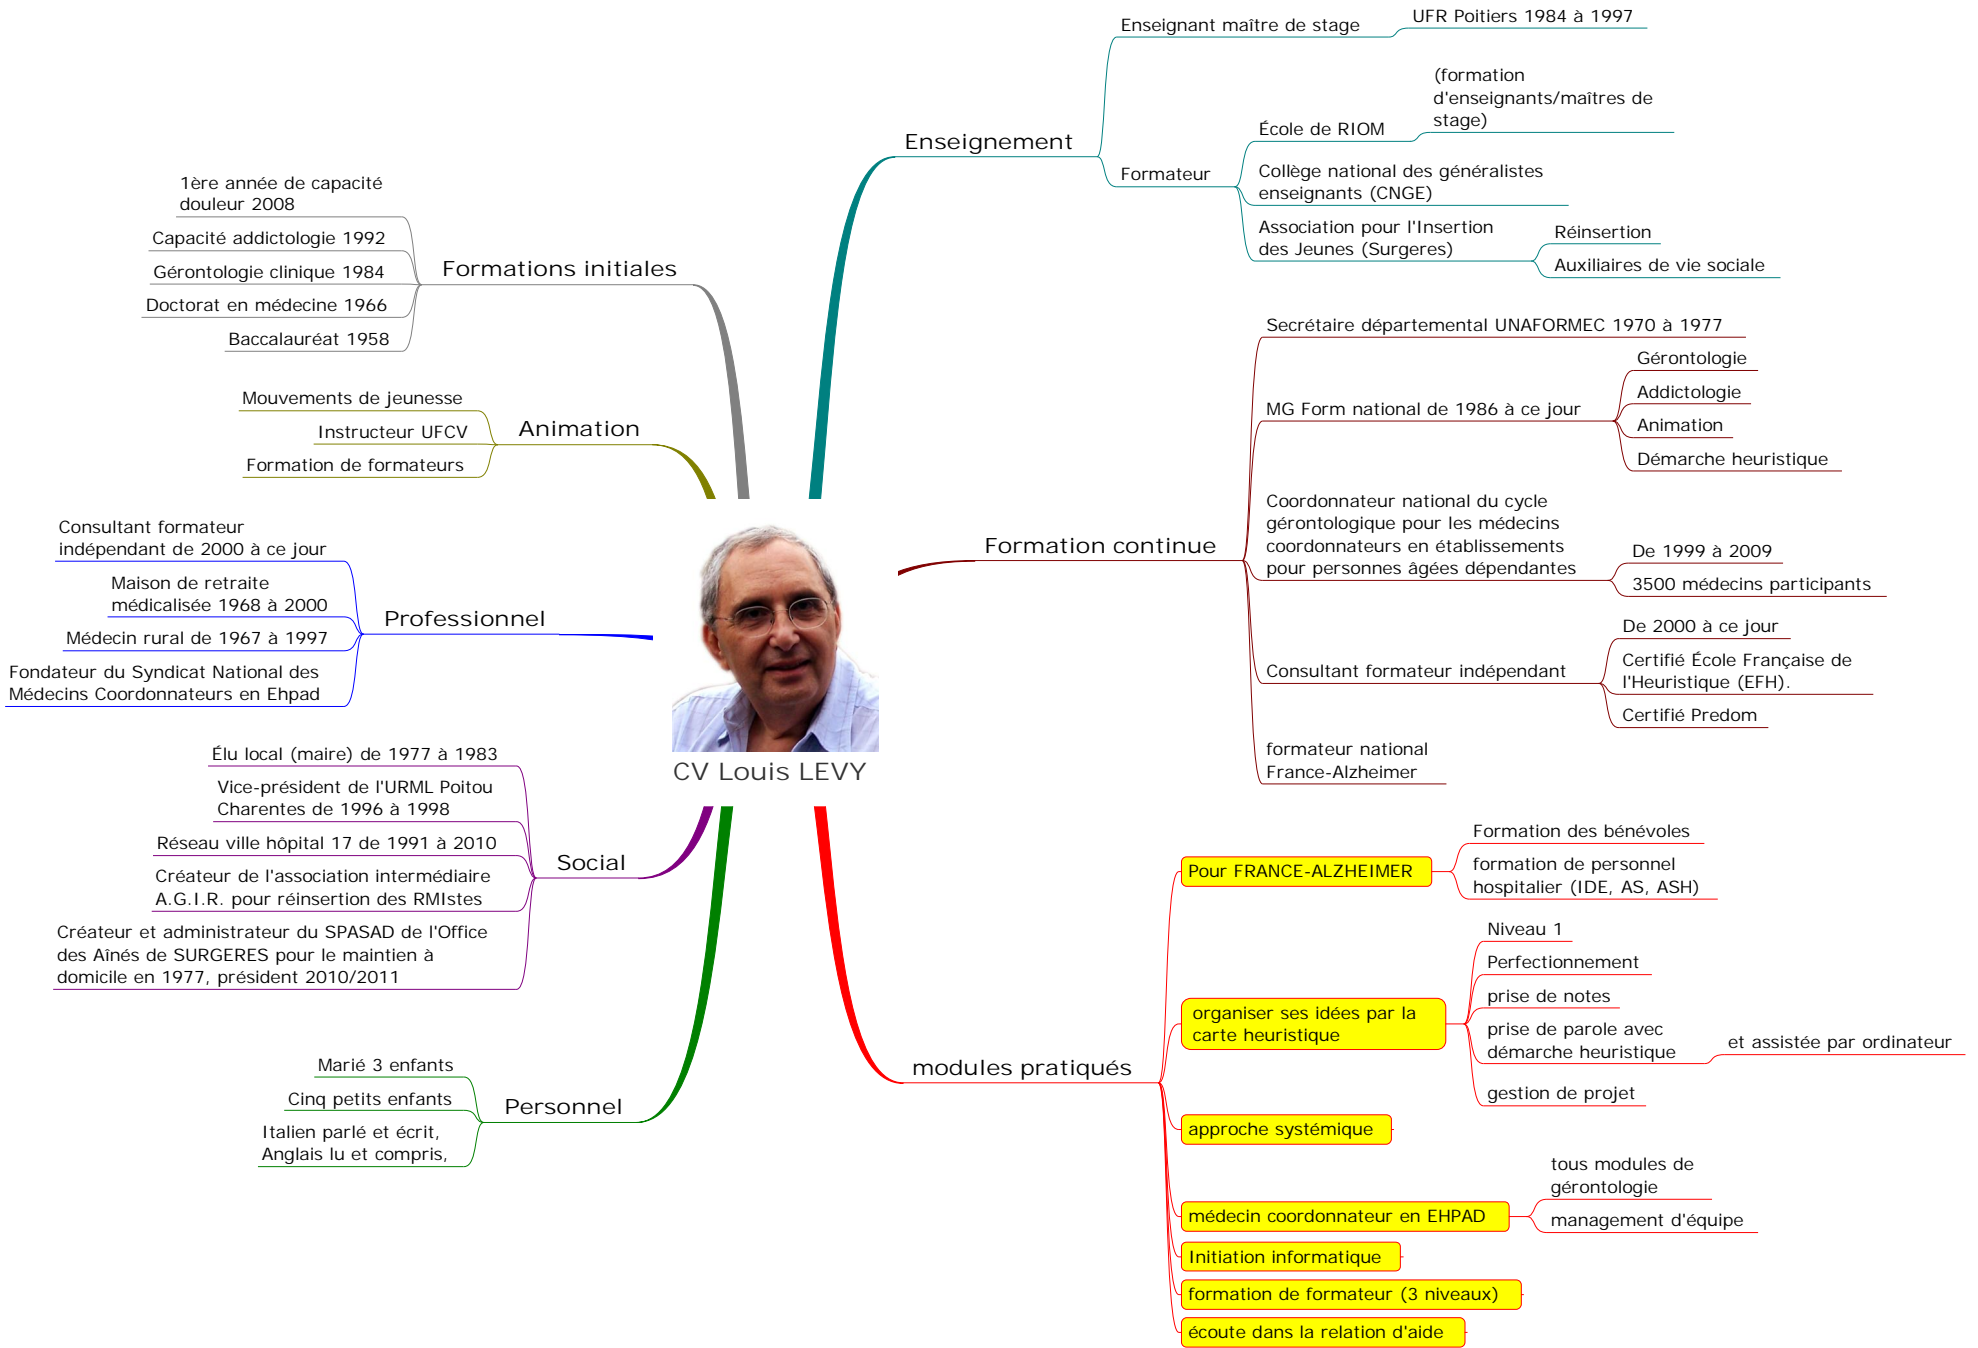 CV Louis LEVY
Enseignement
Enseignant maître de stage
UFR Poitiers 1984 à 1997
Formateur
École de RIOM
(formation
d'enseignants/maîtres de
stage)
Collège national des généralistes
enseignants (CNGE)
Association pour l'Insertion
des Jeunes (Surgeres)
Réinsertion
Auxiliaires de vie sociale
Formation continue
Secrétaire départemental UNAFORMEC 1970 à 1977
MG Form national de 1986 à ce jour
Gérontologie
Addictologie
Animation
Démarche heuristique
Coordonnateur national du cycle
gérontologique pour les médecins
coordonnateurs en établissements
pour personnes âgées dépendantes
De 1999 à 2009
3500 médecins participants
Consultant formateur indépendant
De 2000 à ce jour
Certifié École Française de
l'Heuristique (EFH).
Certifié Predom
formateur national
France-Alzheimer
modules pratiqués
Pour FRANCE-ALZHEIMER
Formation des bénévoles
formation de personnel
hospitalier (IDE, AS, ASH)
organiser ses idées par la
carte heuristique
Niveau 1
Perfectionnement
prise de notes
prise de parole avec
démarche heuristique
et assistée par ordinateur
gestion de projet
approche systémique
médecin coordonnateur en EHPAD
tous modules de
gérontologie
management d'équipe
Initiation informatique
formation de formateur (3 niveaux)
écoute dans la relation d'aide
Formations initiales
1ère année de capacité
douleur 2008
Capacité addictologie 1992
Gérontologie clinique 1984
Doctorat en médecine 1966
Baccalauréat 1958
Animation
Mouvements de jeunesse
Instructeur UFCV
Formation de formateurs
Professionnel
Consultant formateur
indépendant de 2000 à ce jour
Maison de retraite
médicalisée 1968 à 2000
Médecin rural de 1967 à 1997
Fondateur du Syndicat National des
Médecins Coordonnateurs en Ehpad
Social
Élu local (maire) de 1977 à 1983
Vice-président de l'URML Poitou
Charentes de 1996 à 1998
Réseau ville hôpital 17 de 1991 à 2010
Créateur de l'association intermédiaire
A.G.I.R. pour réinsertion des RMIstes
Créateur et administrateur du SPASAD de l'Office
des Aînés de SURGERES pour le maintien à
domicile en 1977, président 2010/2011
Personnel
Marié 3 enfants
Cinq petits enfants
Italien parlé et écrit,
Anglais lu et compris,